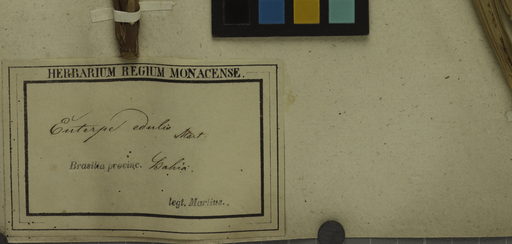 HERBARIUM REGIUM MONACENSE.
Euterpe edulis Mart
Brasilia provinc. Bahia.
legt. Martius.